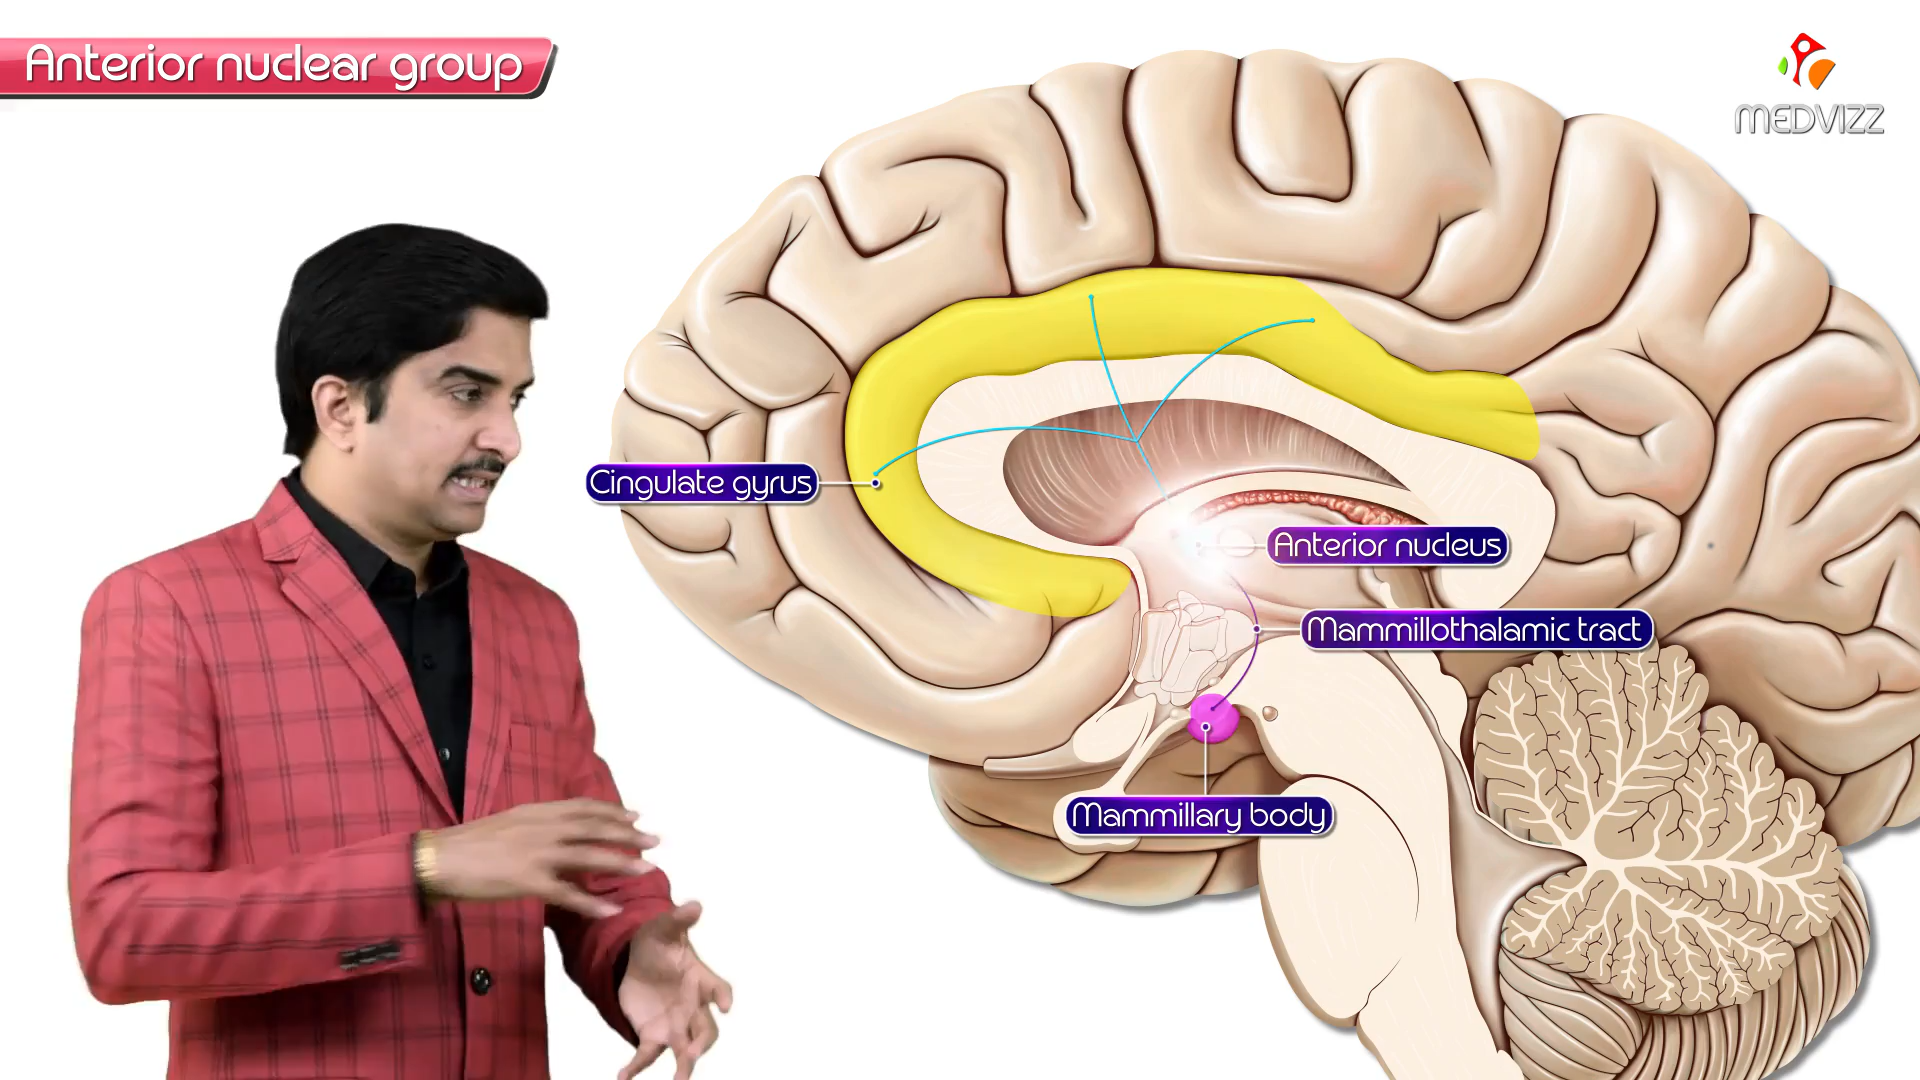 Anterior nuclear group
MEDVIZZ
Cingulate gyrus
Anterior nucleus
Mammillothalamic tract
Mammillary body